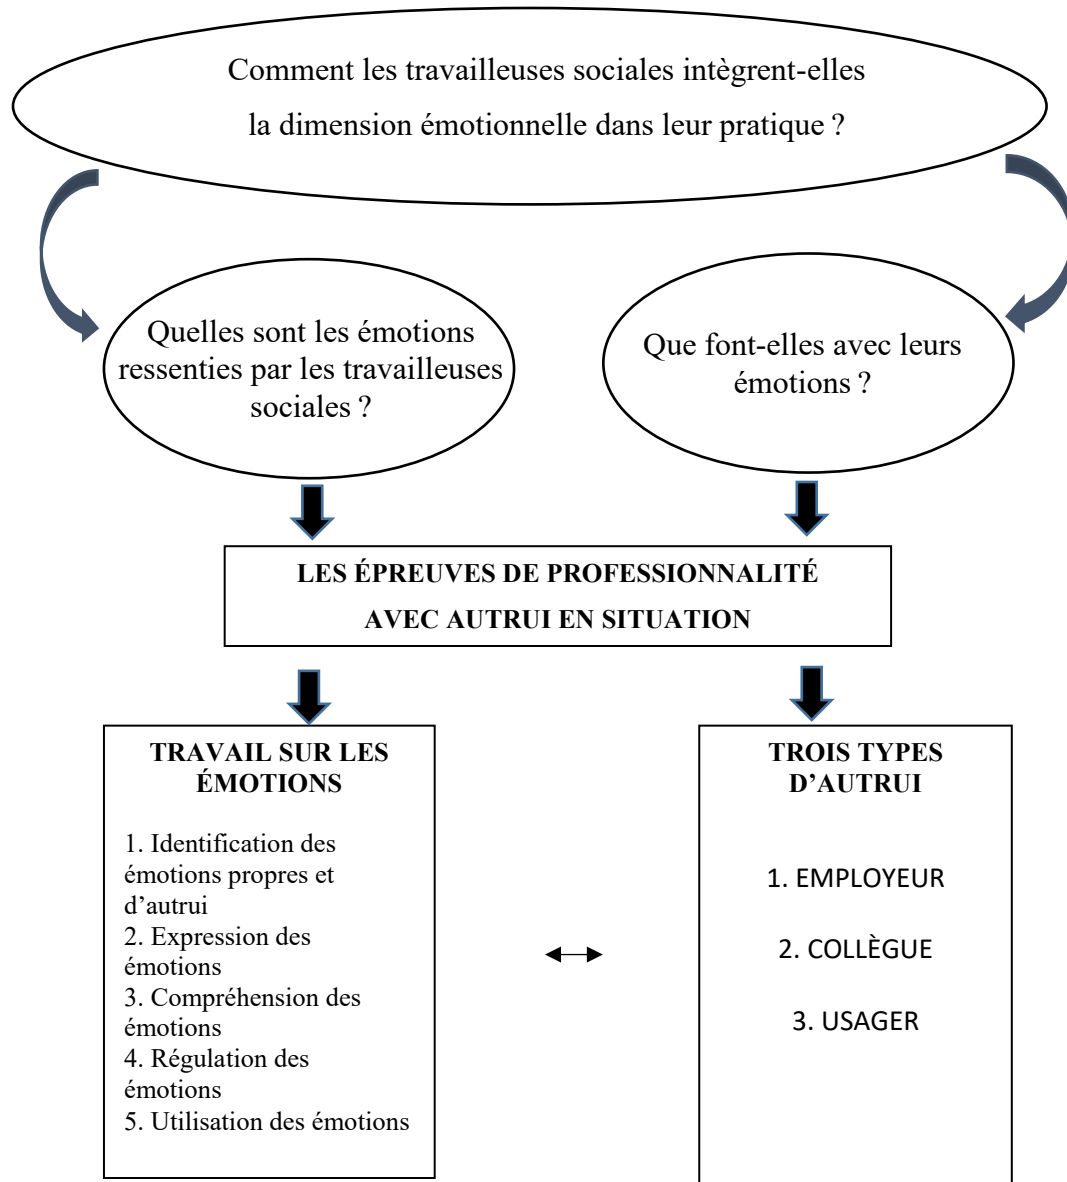 Comment les travailleuses sociales intègrent-elles
la dimension émotionnelle dans leur pratique ?
Quelles sont les émotions
ressenties par les travailleuses
sociales ?
Que font-elles avec leurs
émotions ?
LES ÉPREUVES DE PROFESSIONNALITÉ
AVEC AUTRUI EN SITUATION
TRAVAIL SUR LES
ÉMOTIONS
1. Identification des
émotions propres et
d’autrui
2. Expression des
émotions
3. Compréhension des
émotions
4. Régulation des
émotions
5. Utilisation des émotions
TROIS TYPES
D’AUTRUI
1. EMPLOYEUR
2. COLLÈGUE
3. USAGER